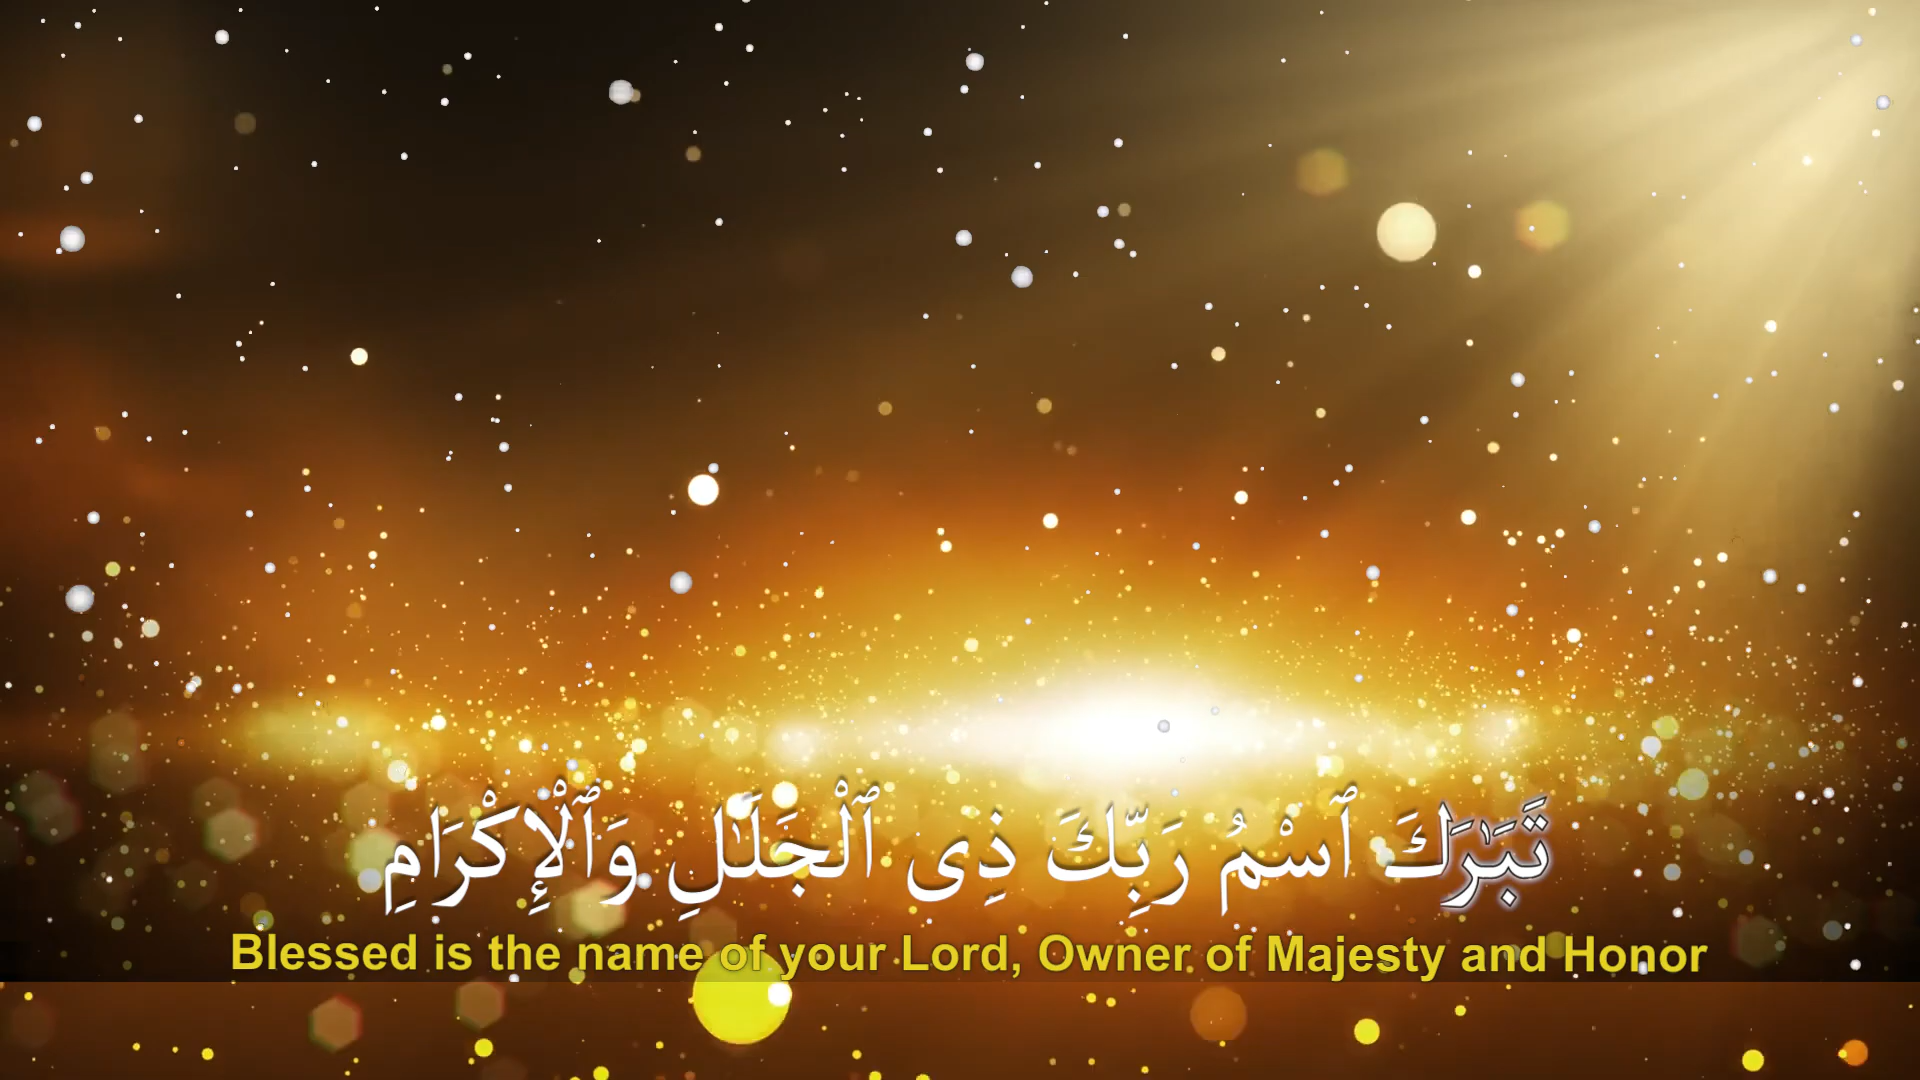 تَبَـٰرَكَ ٱسْمُ رَبِّكَ ذِى ٱلْجَلَـٰلِ وَٱلْإِكْرَامِ
Blessed is the name of your Lord, Owner of Majesty and Honor